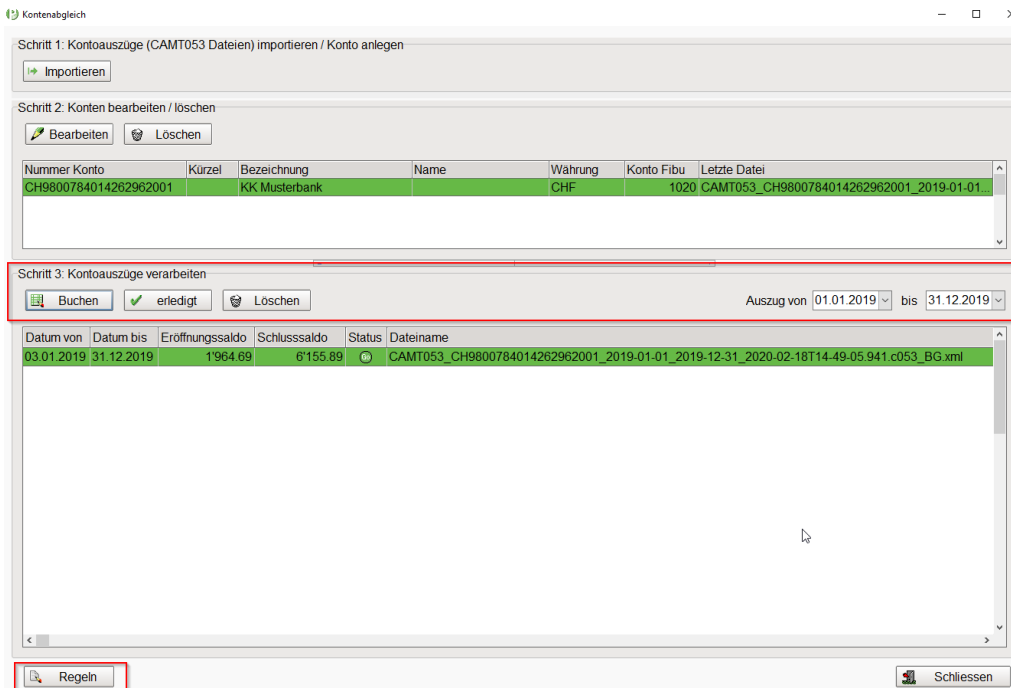 Kontenabgleich
Schritt 1: Kontoauszüge (CAMT053 Dateien) importieren / Konto anlegen
Importieren
Schritt 2: Konten bearbeiten / löschen
Bearbeiten Löschen
Nummer Konto Kürzel Bezeichnung Name Währung Konto Fibu Letzte Datei
CH9800784014262962001 KK Musterbank CHF 1020 CAMT053_CH9800784014262962001_2019-01-01...
Schritt 3: Kontoauszüge verarbeiten
Buchen erledigt Löschen Auszug von 01.01.2019 bis 31.12.2019
Datum von Datum bis Eröffnungssaldo Schlusssaldo Status Dateiname
03.01.2019 31.12.2019 1'964.69 6'155.89 Go CAMT053_CH9800784014262962001_2019-01-01_2019-12-31_2020-02-18T14-49-05.941.c053_BG.xml
Regeln Schliessen